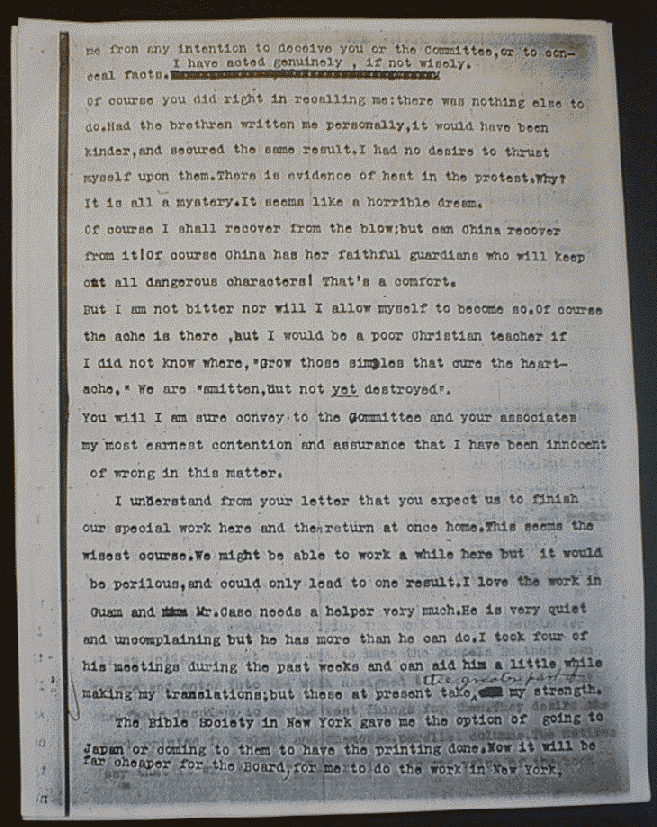 me from any intention to deceive you or the Committee,or to con-
I have acted genuinely , if not wisely.
ceal facts.
Of course you did right in recalling me:there was nothing else to
do.Had the brethren written me personally,it would have been
kinder,and secured the same result.I had no desire to thrust
myself upon them.There is evidence of heat in the protest.Why?
It is all a mystery.It seems like a horrible dream.
Of course I shall recover from the blow;but can China recover
from it!Of course China has her faithful guardians who will keep
out all dangerous characters! That's a comfort.
But I am not bitter nor will I allow myself to become so.Of course
the ache is there ,but I would be a poor Christian teacher if
I did not know where,"Grow those simples that cure the heart-
ache," We are "smitten,but not yet destroyed".
You will I am sure convey to the Committee and your associates
my most earnest contention and assurance that I have been innocent
of wrong in this matter.
I understand from your letter that you expect us to finish
our special work here and then return at once home.This seems the
wisest course.We might be able to work a while here but it would
be perilous,and could only lead to one result.I love the work in
Guam and Mr.Case needs a helper very much.He is very quiet
and uncomplaining but he has more than he can do.I took four of
his meetings during the past weeks and can aid him a little while
the greater part of
making my translations;but these at present take my strength.
The Bible Society in New York gave me the option of going to
Japan or coming to them to have the printing done.Now it will be
far cheaper for the Board,for me to do the work in New York,